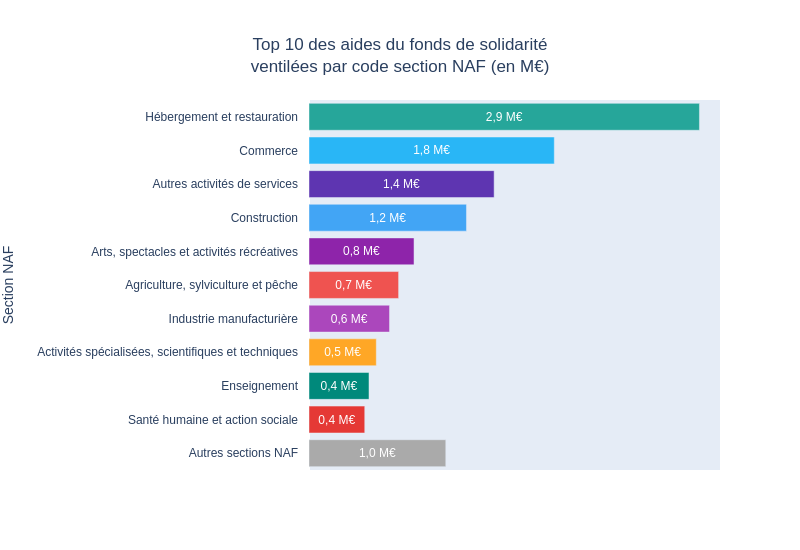 Top 10 des aides du fonds de solidarité
ventilées par code section NAF (en M€)
Section NAF
Hébergement et restauration 2,9 M€
Commerce 1,8 M€
Autres activités de services 1,4 M€
Construction 1,2 M€
Arts, spectacles et activités récréatives 0,8 M€
Agriculture, sylviculture et pêche 0,7 M€
Industrie manufacturière 0,6 M€
Activités spécialisées, scientifiques et techniques 0,5 M€
Enseignement 0,4 M€
Santé humaine et action sociale 0,4 M€
Autres sections NAF 1,0 M€